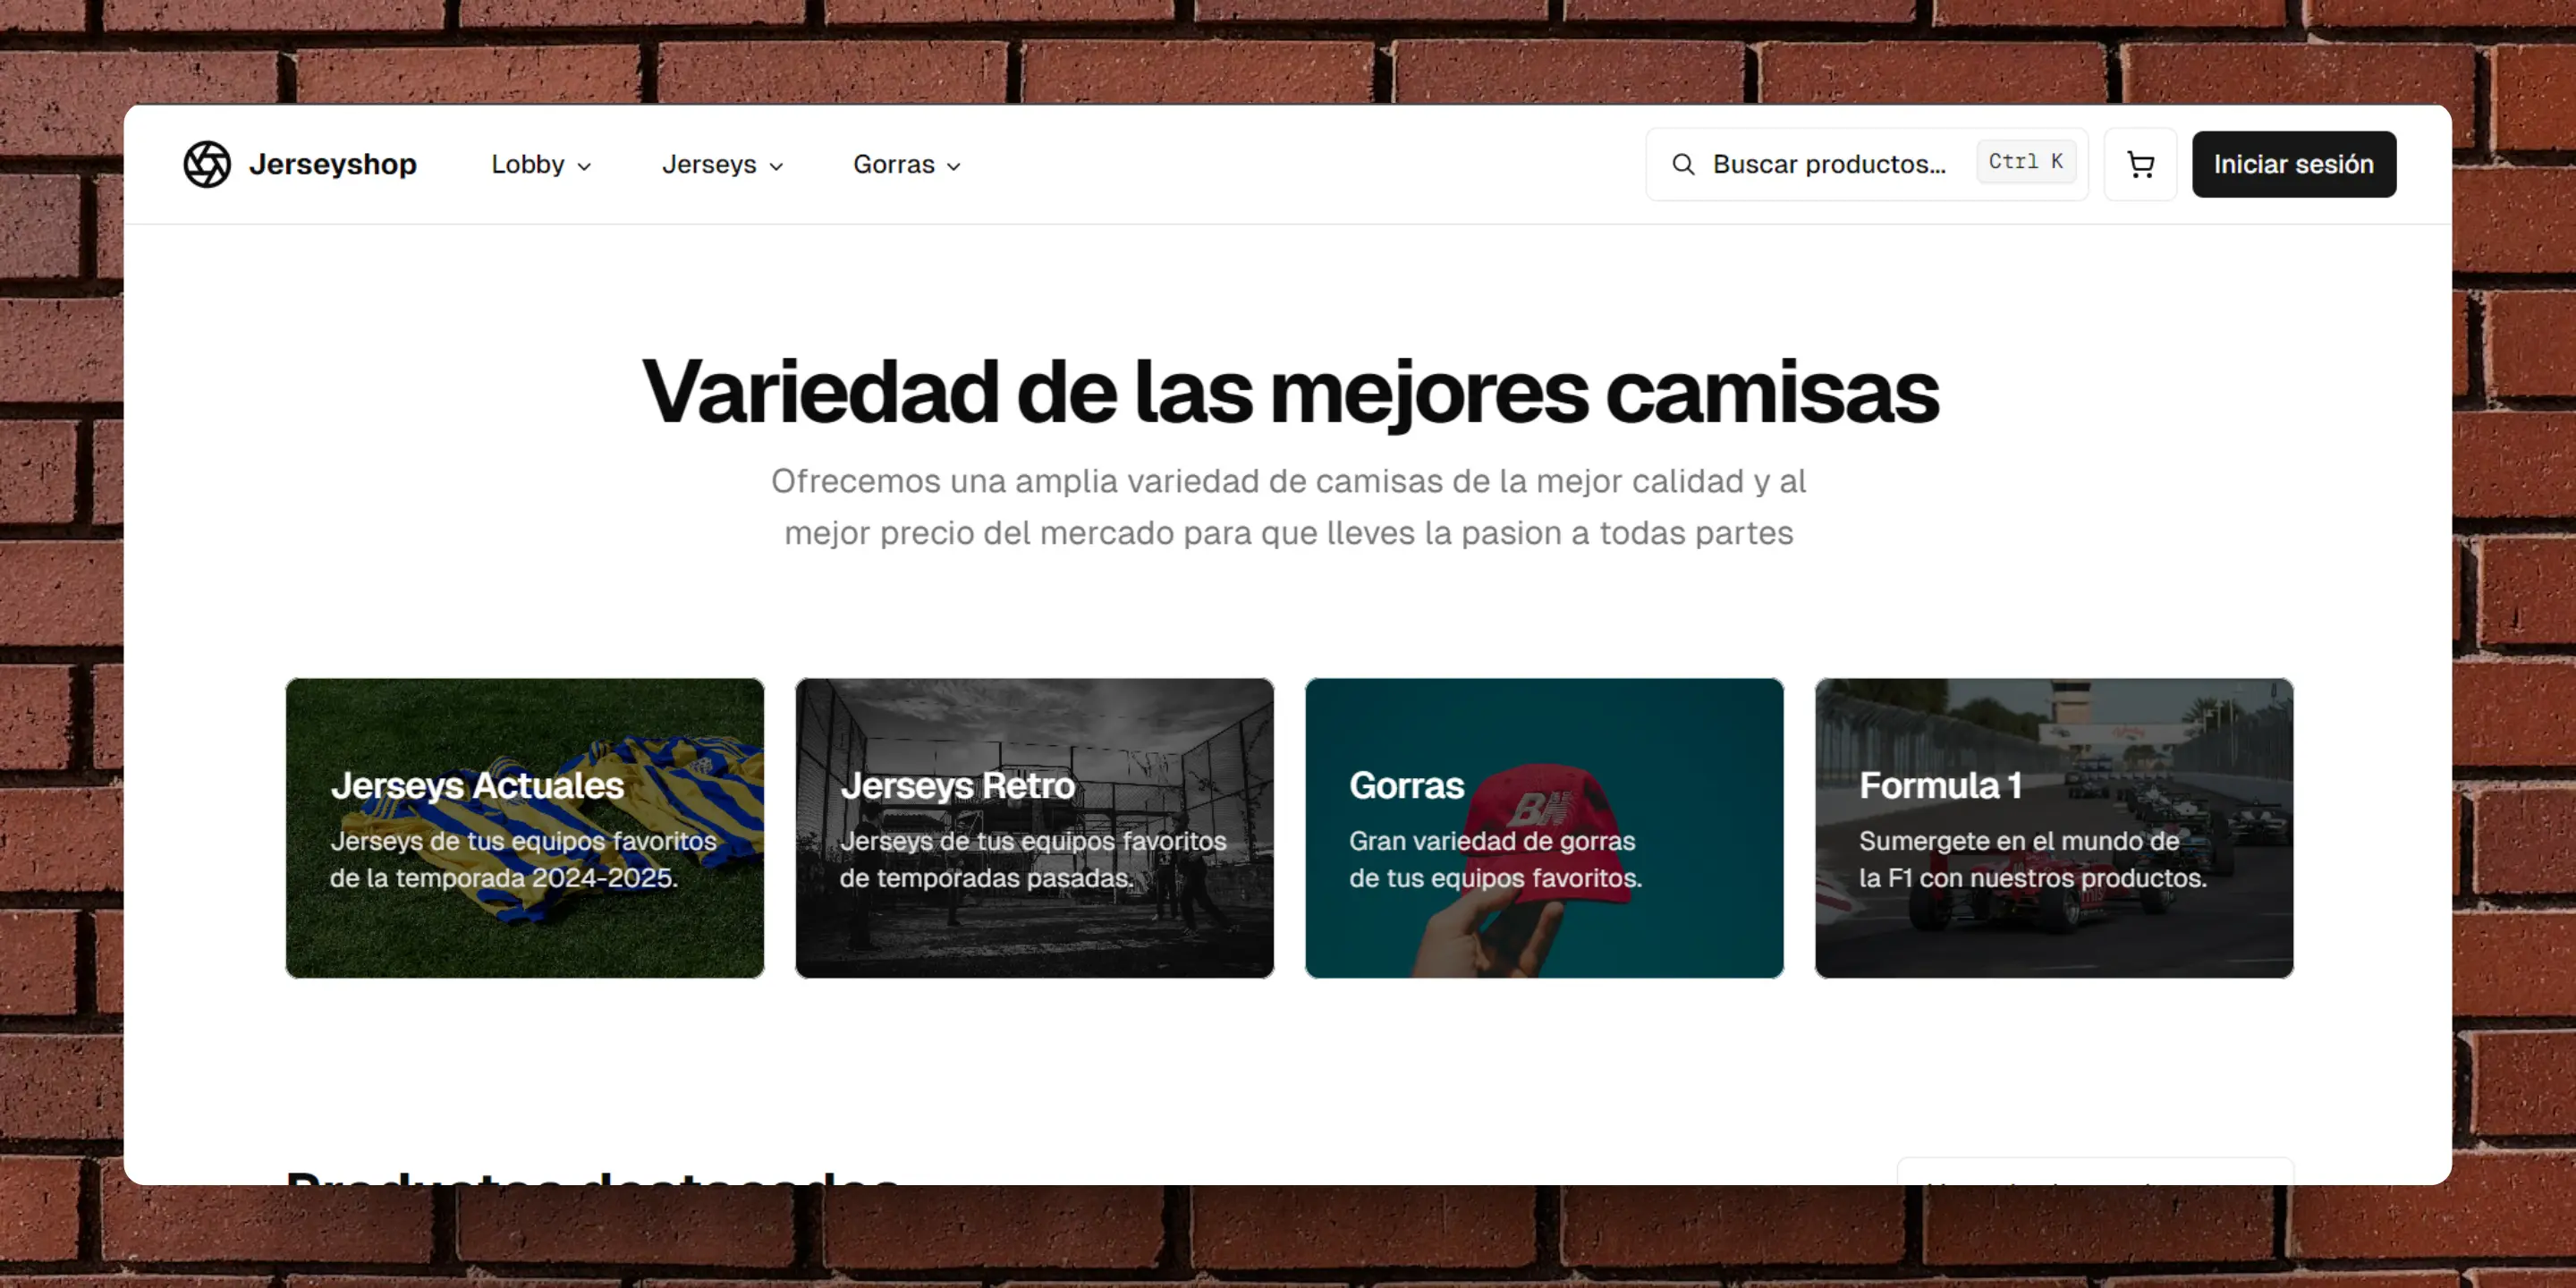 Jerseyshop
Lobby
Jerseys
Gorras
Buscar productos...
Ctrl K
Iniciar sesión
Variedad de las mejores camisas
Ofrecemos una amplia variedad de camisas de la mejor calidad y al
mejor precio del mercado para que lleves la pasion a todas partes
Jerseys Actuales
Jerseys de tus equipos favoritos
de la temporada 2024-2025.
Jerseys Retro
Jerseys de tus equipos favoritos
de temporadas pasadas.
Gorras
Gran variedad de gorras
de tus equipos favoritos.
Formula 1
Sumergete en el mundo de
la F1 con nuestros productos.
Productos destacados